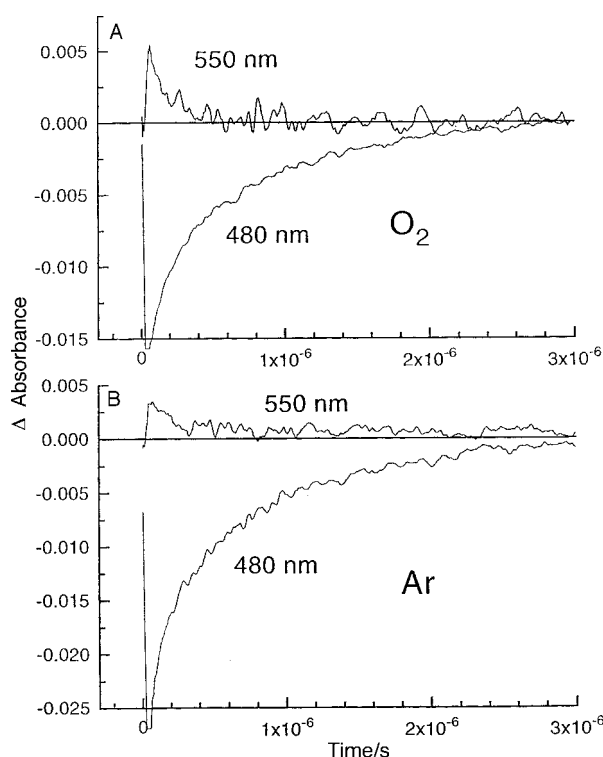 A
0.005
550 nm
0.000
-0.005
480 nm
O₂
-0.010
-0.015
0
1x10⁻⁶
2x10⁻⁶
3x10⁻⁶
Δ Absorbance
B
0.005
550 nm
0.000
-0.005
-0.010
480 nm
Ar
-0.015
-0.020
-0.025
0
1x10⁻⁶
2x10⁻⁶
3x10⁻⁶
Time/s